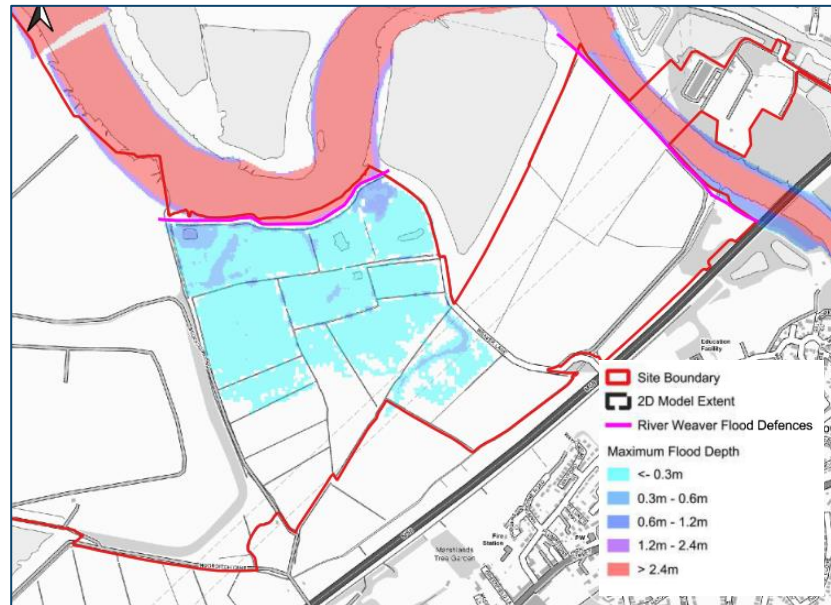 Education
Facility
Site Boundary
2D Model Extent
River Weaver Flood Defences
Maximum Flood Depth
<- 0.3m
0.3m - 0.6m
0.6m - 1.2m
1.2m - 2.4m
> 2.4m
Fire
Station
PW
Marshlands
Tree Garden